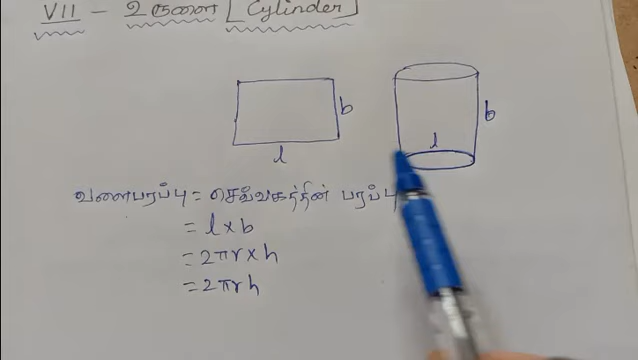 VII - உருளை [Cylinder]
b
l
b
l
வளைபரப்பு = செவ்வகத்தின் பரப்பு
= l x b
= 2πr x h
= 2πrh